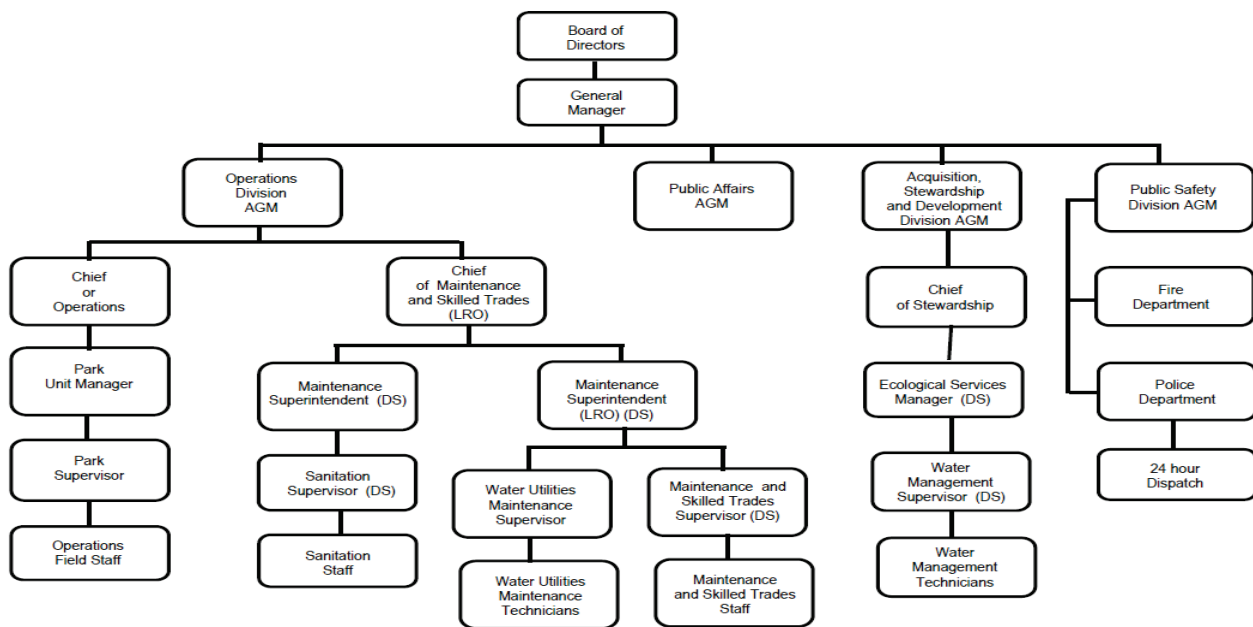 Board of
Directors
General
Manager
Operations
Division
AGM
Public Affairs
AGM
Acquisition,
Stewardship
and Development
Division AGM
Public Safety
Division AGM
Chief
or
Operations
Chief
of Maintenance
and Skilled Trades
(LRO)
Chief
of Stewardship
Fire
Department
Park
Unit Manager
Maintenance
Superintendent (DS)
Maintenance
Superintendent
(LRO) (DS)
Ecological Services
Manager (DS)
Police
Department
Park
Supervisor
Sanitation
Supervisor (DS)
Water Utilities
Maintenance
Supervisor
Maintenance and
Skilled Trades
Supervisor (DS)
Water
Management
Supervisor (DS)
24 hour
Dispatch
Operations
Field Staff
Sanitation
Staff
Water Utilities
Maintenance
Technicians
Maintenance
and Skilled Trades
Staff
Water
Management
Technicians